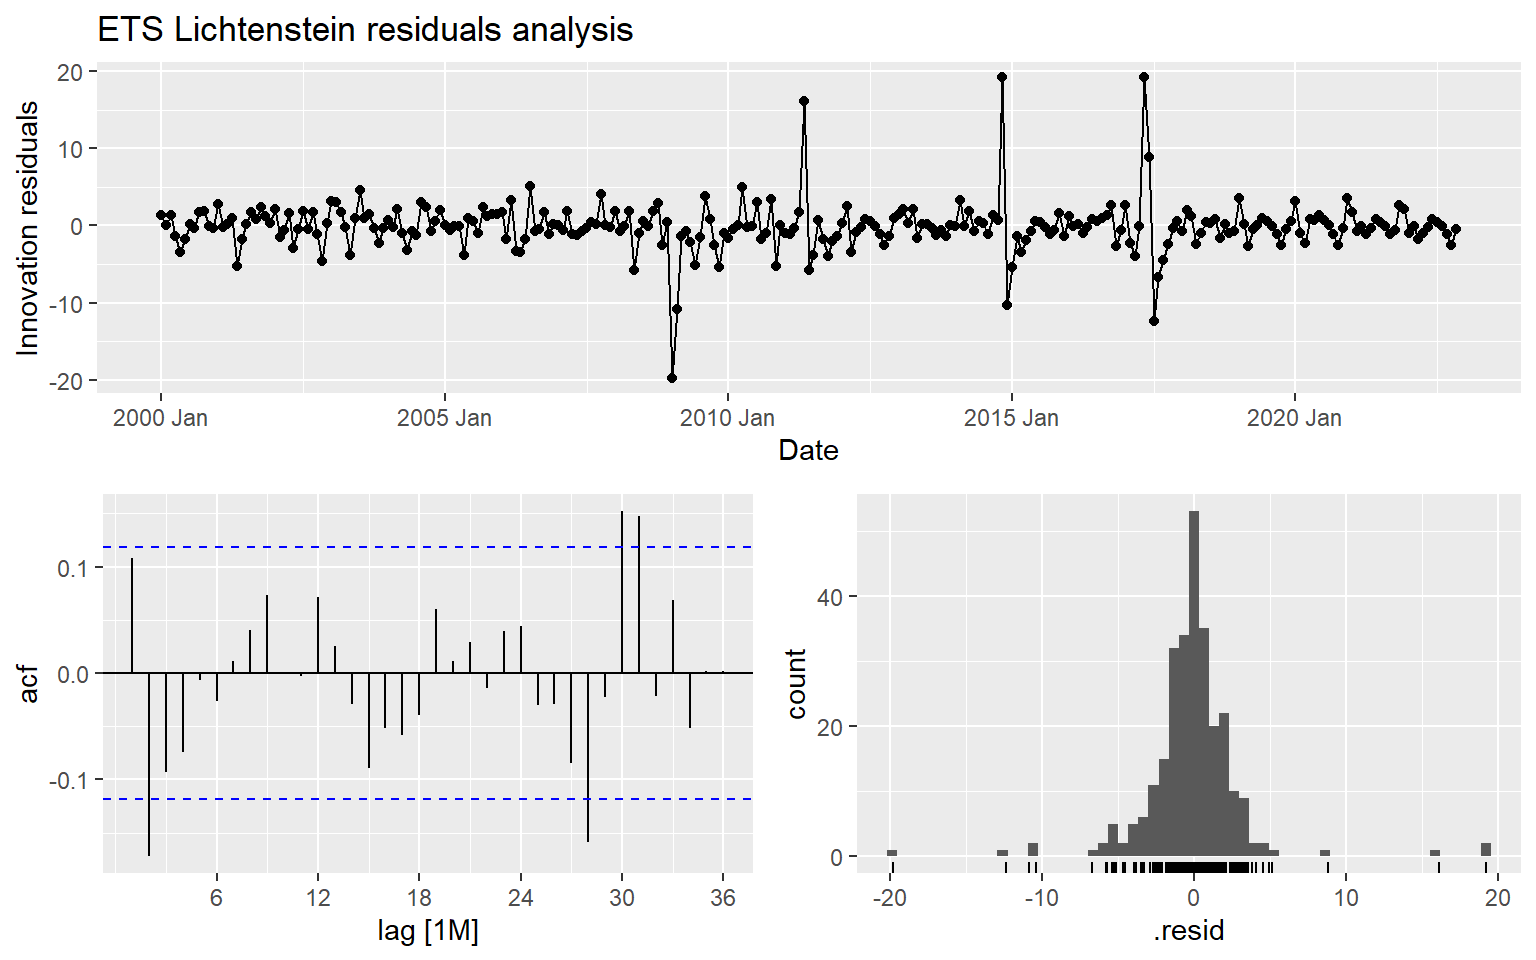 ETS Lichtenstein residuals analysis
Innovation residuals
20
10
0
-10
-20
2000 Jan 2005 Jan 2010 Jan 2015 Jan 2020 Jan
Date
acf
0.1
0.0
-0.1
6 12 18 24 30 36
lag [1M]
count
40
20
0
-20 -10 0 10 20
.resid